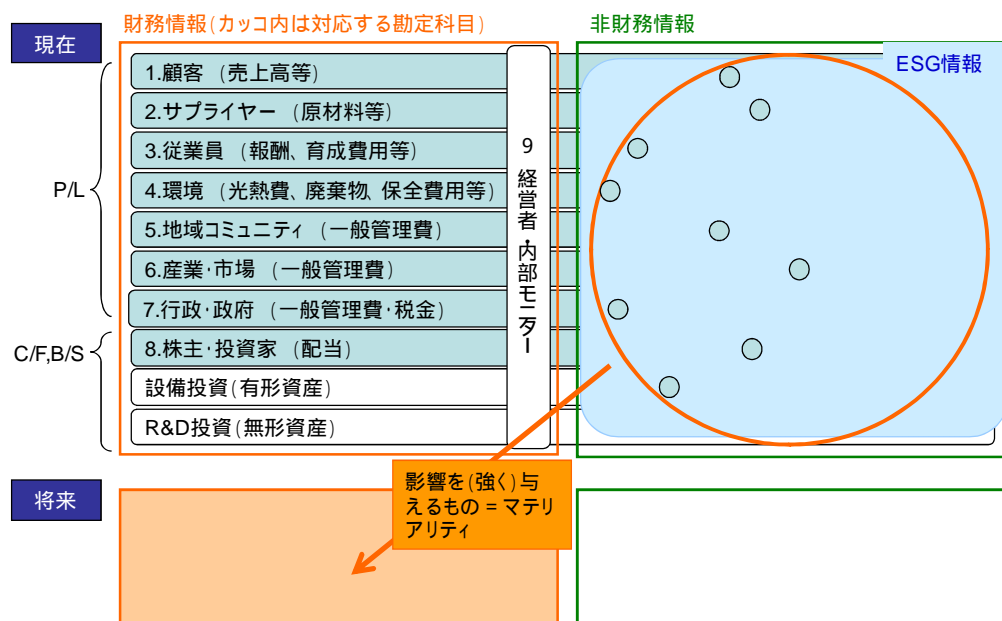 財務情報(カッコ内は対応する勘定科目)
非財務情報
現在
ESG情報
1.顧客 (売上高等)
2.サプライヤー (原材料等)
3.従業員 (報酬、育成費用等)
4.環境 (光熱費、廃棄物、保全費用等)
5.地域コミュニティ (一般管理費)
6.産業・市場 (一般管理費)
7.行政・政府 (一般管理費・税金)
8.株主・投資家 (配当)
設備投資(有形資産)
R&D投資(無形資産)
P/L
C/F,B/S
9 経営者・内部モニター
影響を(強く)与
えるもの = マテリ
アリティ
将来